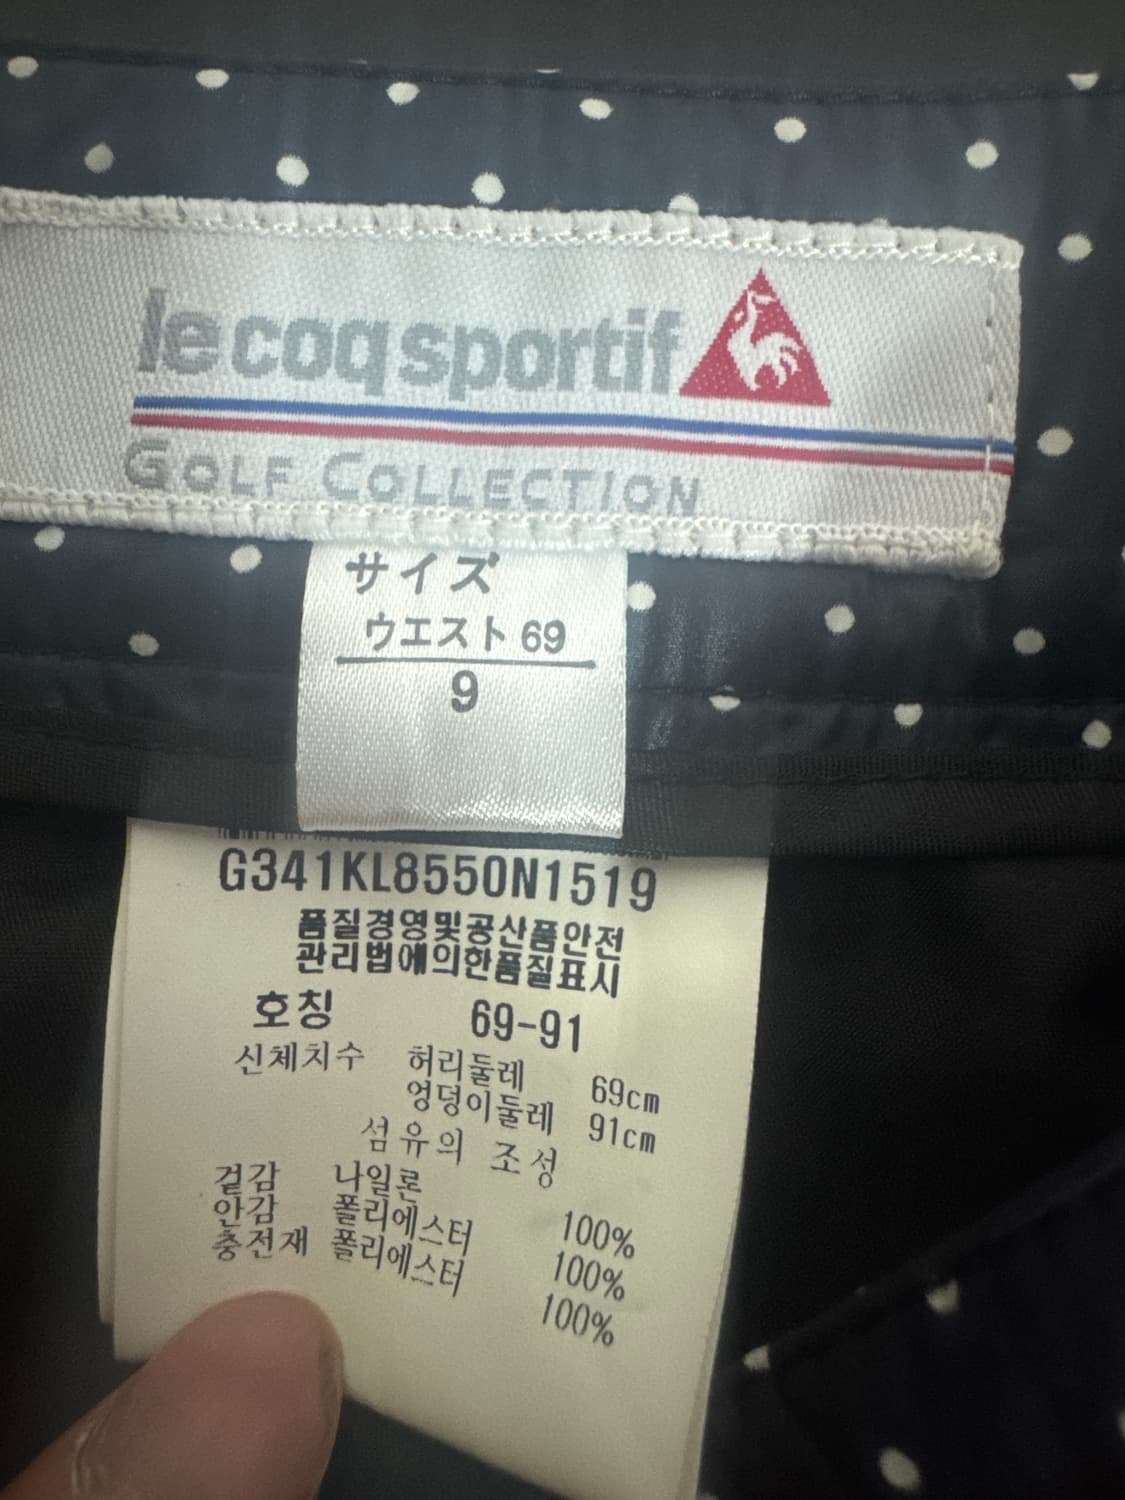 le coq sportif
GOLF COLLECTION
サイズ
ウエスト 69
9
G341KL8550N1519
품질경영및공산품안전
관리법에의한품질표시
호칭 69-91
신체치수 허리둘레 69cm
엉덩이둘레 91cm
섬유의 조성
겉감 나일론 100%
안감 폴리에스터 100%
충전재 폴리에스터 100%